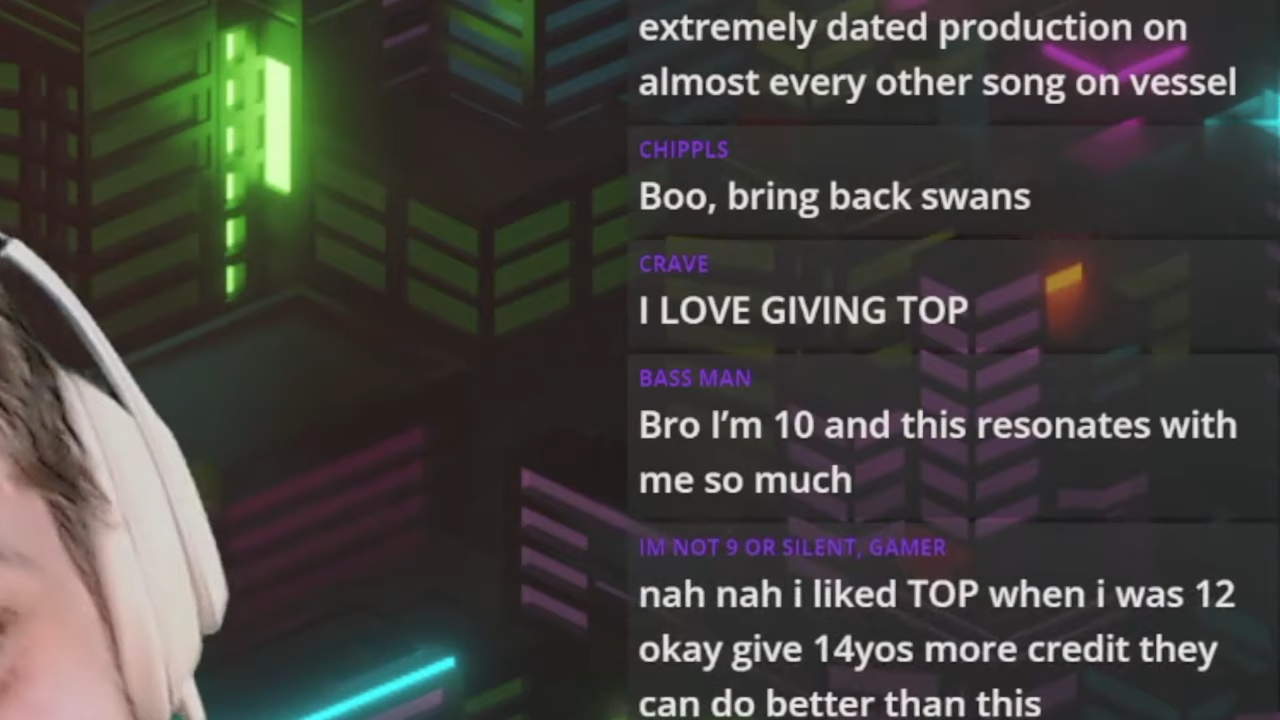 extremely dated production on
almost every other song on vessel
CHIPPLS
Boo, bring back swans
CRAVE
I LOVE GIVING TOP
BASS MAN
Bro I'm 10 and this resonates with
me so much
IM NOT 9 OR SILENT, GAMER
nah nah i liked TOP when i was 12
okay give 14yos more credit they
can do better than this